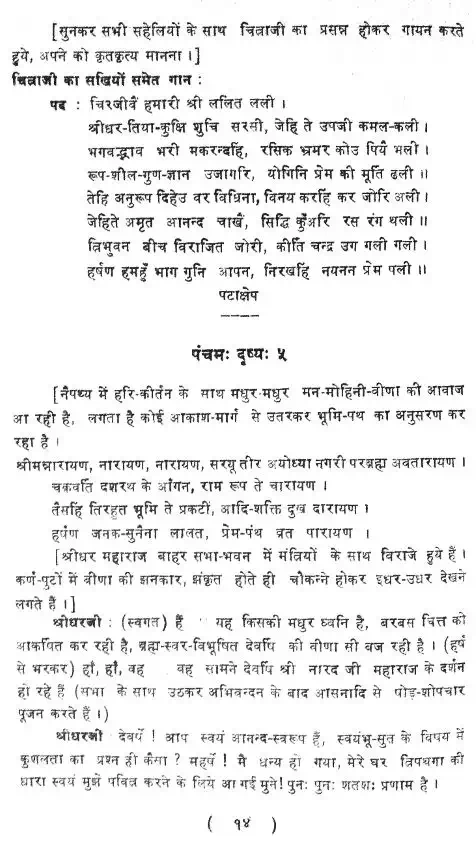 [सुनकर सभी सहेलियों के साथ चित्राजी का प्रसन्न होकर गायन करते
हुये, अपने को कृतकृत्य मानना ।]
चित्राजी का सखियों समेत गान :
पद : चिरजीवैं हमारी श्री ललित लली ।
श्रीधर-तिया-कुक्षि शुचि सरसी, जेहि ते उपजी कमल-कली ।
भगवद्भाव भरी मकरन्दहिं, रसिक भ्रमर कोउ पियै भली ।
रूप-शील-गुण-ज्ञान उजागरि, योगिनि प्रेम की मूर्ति ढली ।।
तेहि अनुरूप दिहेउ वर विधिना, विनय करहिं कर जोरि अली ।
जेहिते अमृत आनन्द चाखैं, सिद्धि कुँअरि रस रंग थली ।।
त्रिभुवन बीच विराजित जोरी, कीर्ति चन्द्र उग गली गली ।
हर्षण हमहुँ भाग गुनि आपन, निरखहिं नयनन प्रेम पली ।।
पटाक्षेप
पंचमः दृष्यः ५
[नैपथ्य में हरि-कीर्तन के साथ मधुर-मधुर मन-मोहिनी-वीणा की आवाज
आ रही है, लगता है कोई आकाश-मार्ग से उतरकर भूमि-पथ का अनुसरण कर
रहा है ।
श्रीमन्नारायण, नारायण, नारायण, सरयू तीर अयोध्या नगरी परब्रह्म अवतारायण ।
चक्रवर्ति दशरथ के आँगन, राम रूप ते चारायण ।
तैसहिं तिरहुत भूमि ते प्रकटीं, आदि-शक्ति दुख दारायण ।
हर्षण जनक-सुनैना लालत, प्रेम-पंथ व्रत पारायण ।
[श्रीधर महाराज बाहर सभा-भवन में मंत्रियों के साथ विराजे हुये हैं ।
कर्ण-पुटों में वीणा की झनकार, झंकृत होते ही चौकन्ने होकर इधर-उधर देखने
लगते हैं ।]
श्रीधरजी : (स्वगत) हैं यह किसकी मधुर ध्वनि है, बरबस चित्त को
आकर्षित कर रही है, ब्रह्म-स्वर-विभूषित देवर्षि की वीणा सी बज रही है । (हर्ष
से भरकर) हाँ, हाँ, वह वह सामने देवर्षि श्री नारद जी महाराज के दर्शन
हो रहे हैं (सभा के साथ उठकर अभिवन्दन के बाद आसनादि से षोड़-शोपचार
पूजन करते हैं ।)
श्रीधरजी : देवर्षे ! आप स्वयं आनन्द-स्वरूप हैं, स्वयंभू-सुत के विषय में
कुशलता का प्रश्न ही कैसा ? महर्षे ! मै धन्य हो गया, मेरे घर त्रिपथगा की
धारा स्वयं मुझे पवित्र करने के लिये आ गई मुने ! पुनः पुनः शतशः प्रणाम है ।
( १४ )